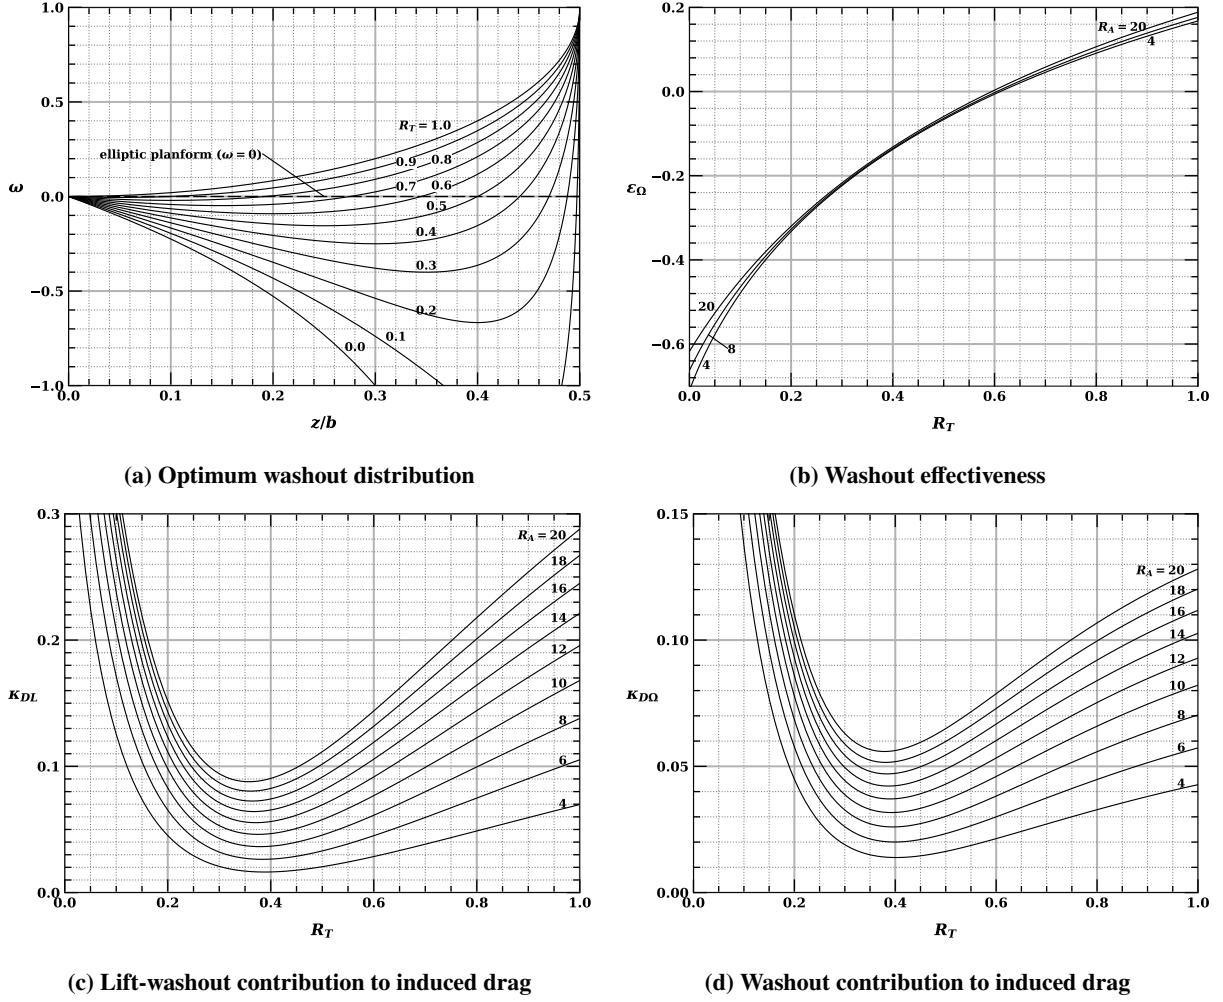 1.0
0.5
0.0
−0.5
−1.0
ω
R_T = 1.0
0.9
0.8
0.7
0.6
0.5
0.4
0.3
0.2
0.1
0.0
elliptic planform (ω = 0)
0.0 0.1 0.2 0.3 0.4 0.5
z/b
(a) Optimum washout distribution
0.2
0.0
−0.2
−0.4
−0.6
ε_Ω
R_A = 20
4
20
8
4
0.0 0.2 0.4 0.6 0.8 1.0
R_T
(b) Washout effectiveness
0.3
0.2
0.1
0.0
κ_DL
R_A = 20
18
16
14
12
10
8
6
4
0.0 0.2 0.4 0.6 0.8 1.0
R_T
(c) Lift-washout contribution to induced drag
0.15
0.10
0.05
0.00
κ_DΩ
R_A = 20
18
16
14
12
10
8
6
4
0.0 0.2 0.4 0.6 0.8 1.0
R_T
(d) Washout contribution to induced drag